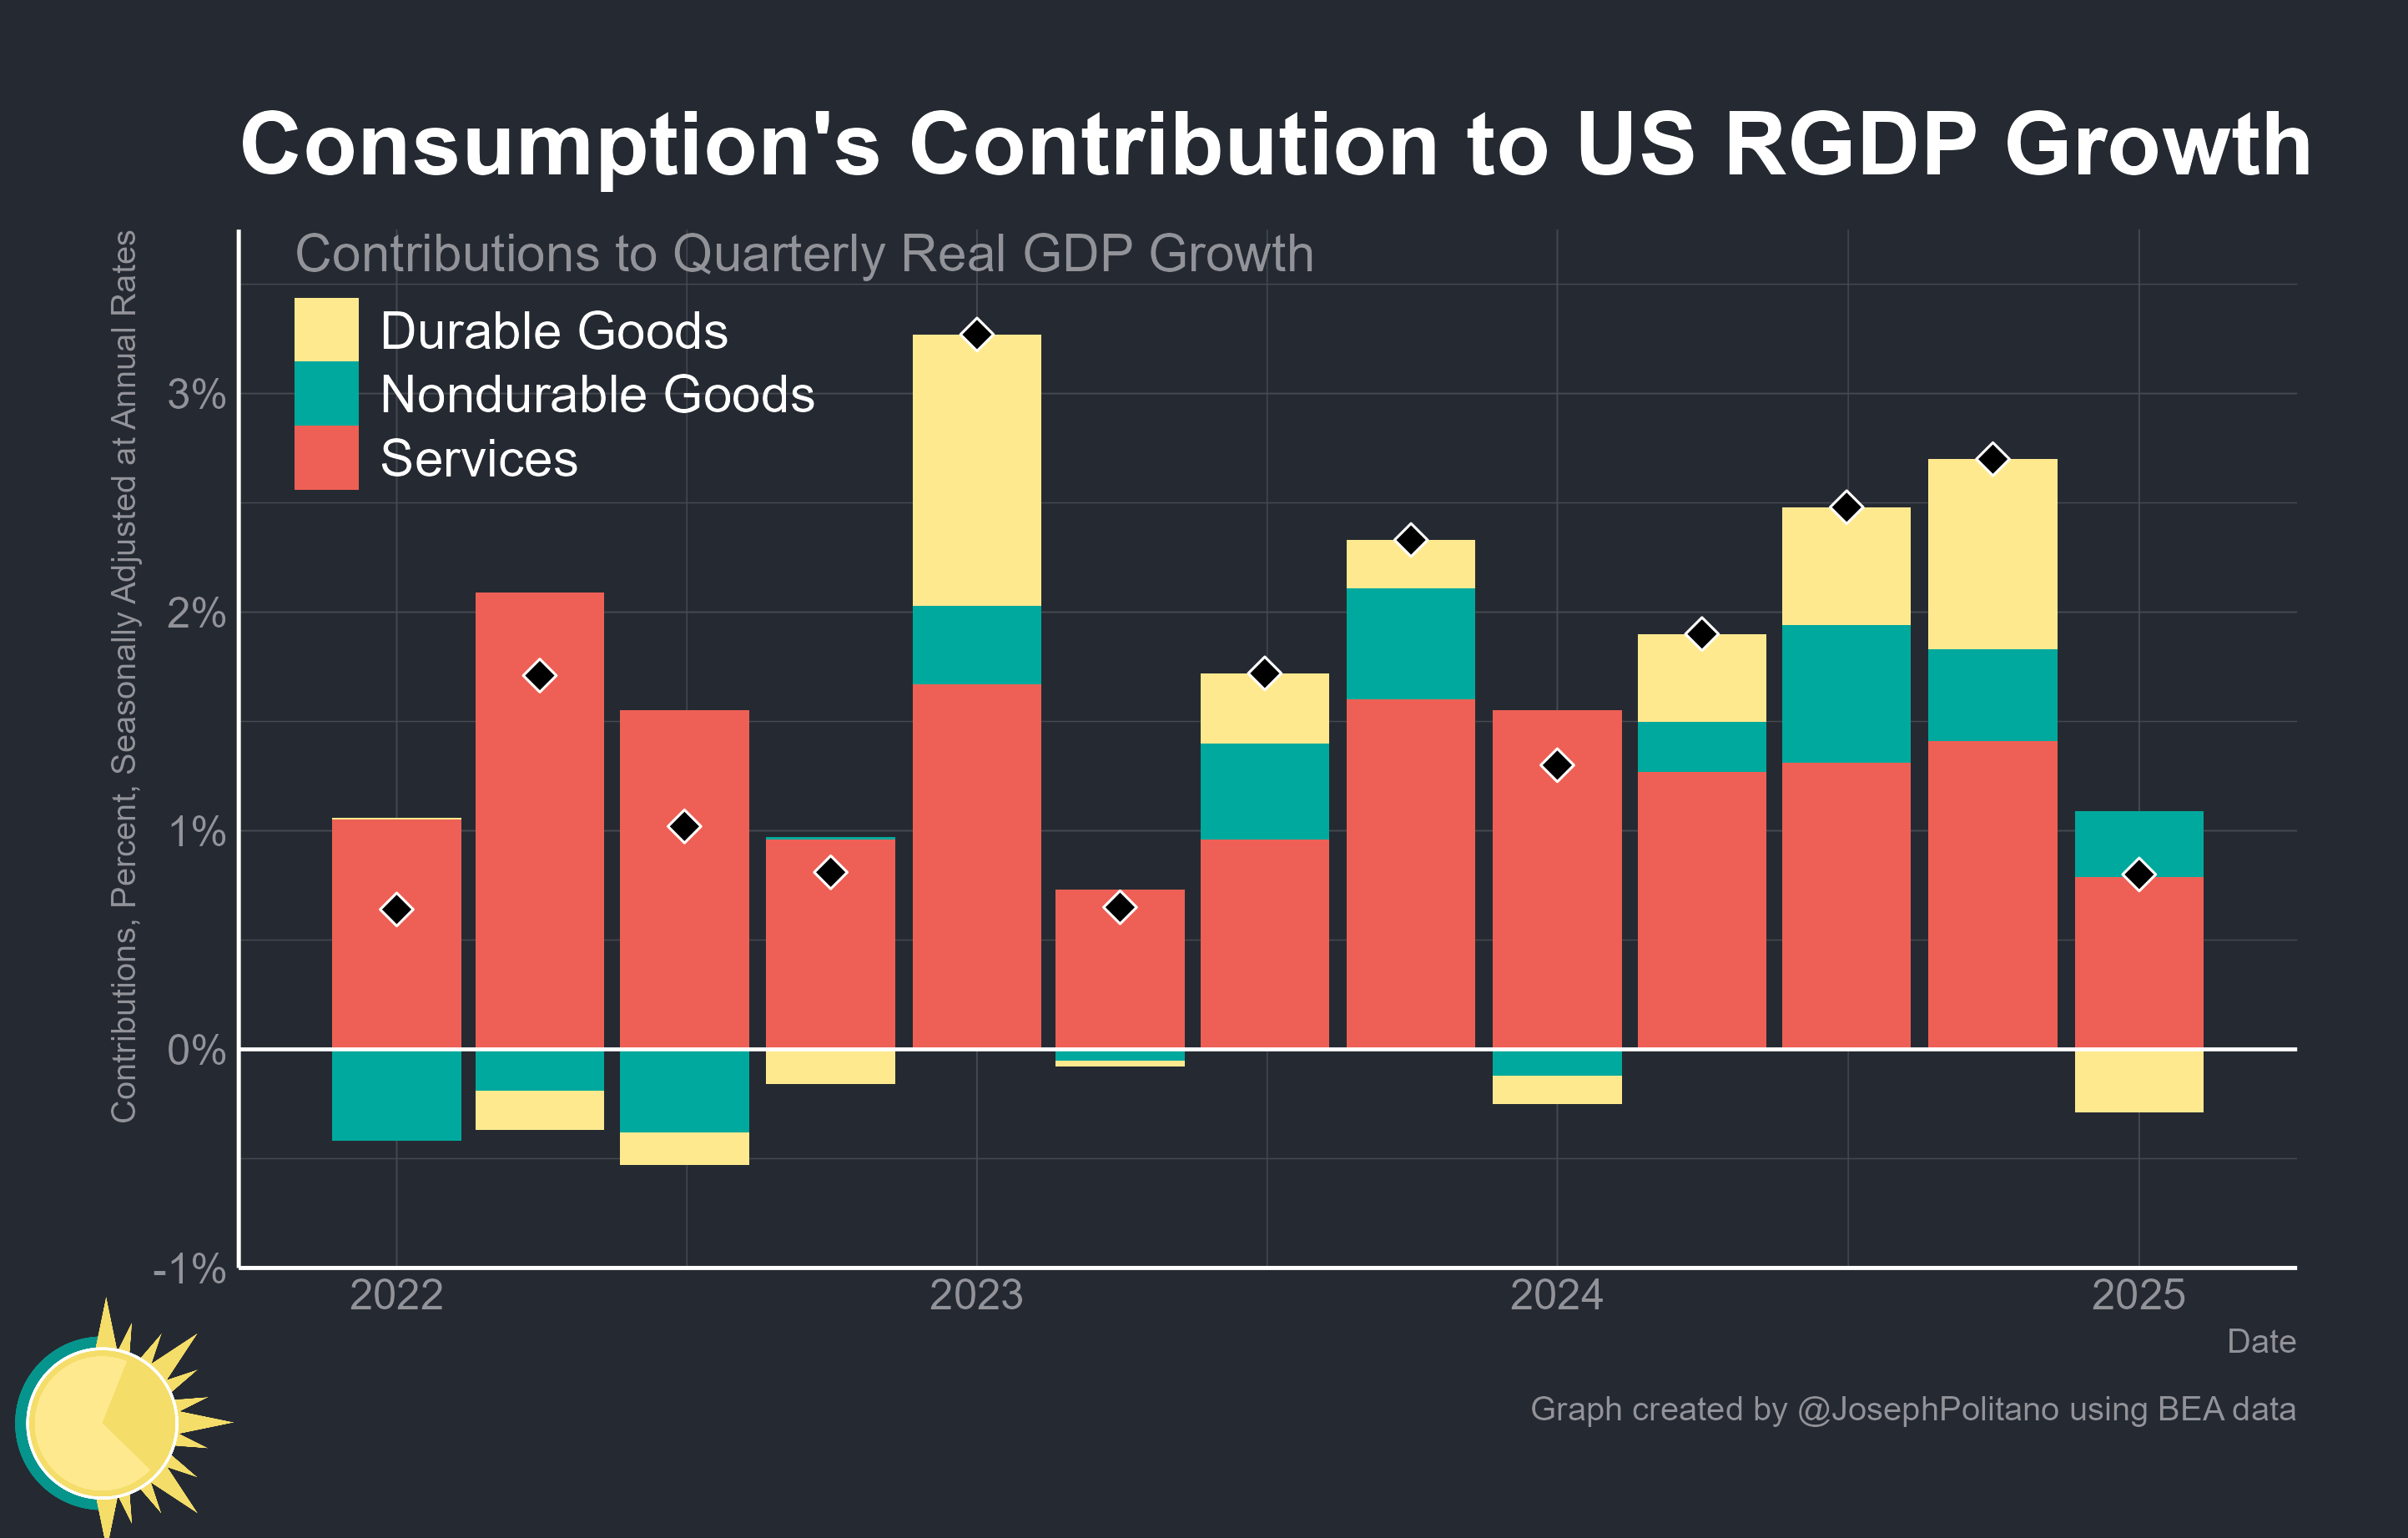 Consumption's Contribution to US RGDP Growth
Contributions to Quarterly Real GDP Growth
Durable Goods
Nondurable Goods
Services
Contributions, Percent, Seasonally Adjusted at Annual Rates
3%
2%
1%
0%
-1%
2022
2023
2024
2025
Date
Graph created by @JosephPolitano using BEA data